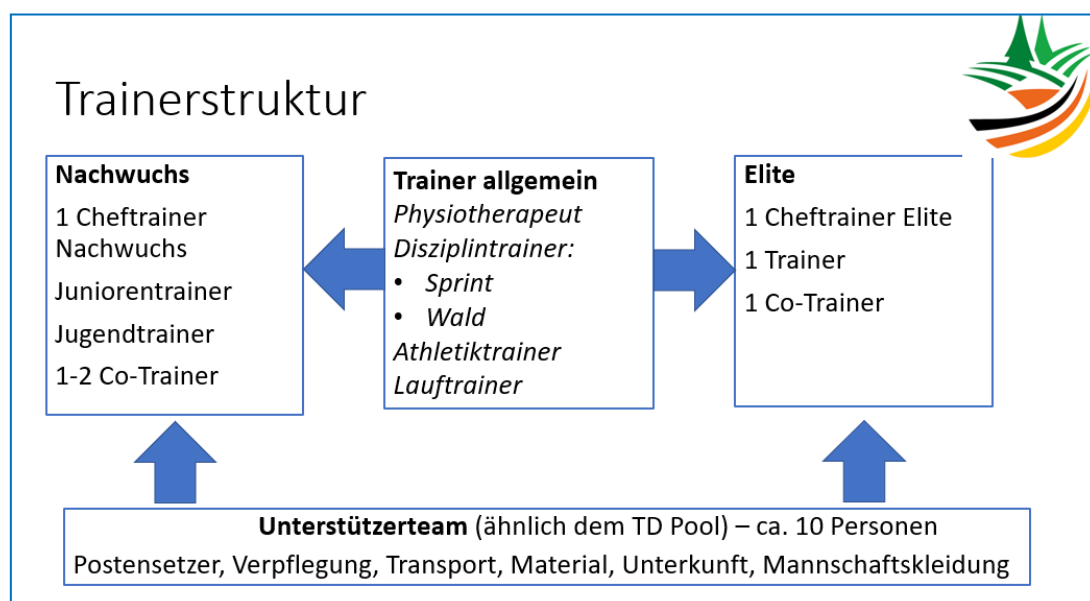 Trainerstruktur
Nachwuchs
1 Cheftrainer
Nachwuchs
Juniorentrainer
Jugendtrainer
1-2 Co-Trainer
Trainer allgemein
Physiotherapeut
Disziplintrainer:
• Sprint
• Wald
Athletiktrainer
Lauftrainer
Elite
1 Cheftrainer Elite
1 Trainer
1 Co-Trainer
Unterstützerteam (ähnlich dem TD Pool) – ca. 10 Personen
Postensetzer, Verpflegung, Transport, Material, Unterkunft, Mannschaftskleidung